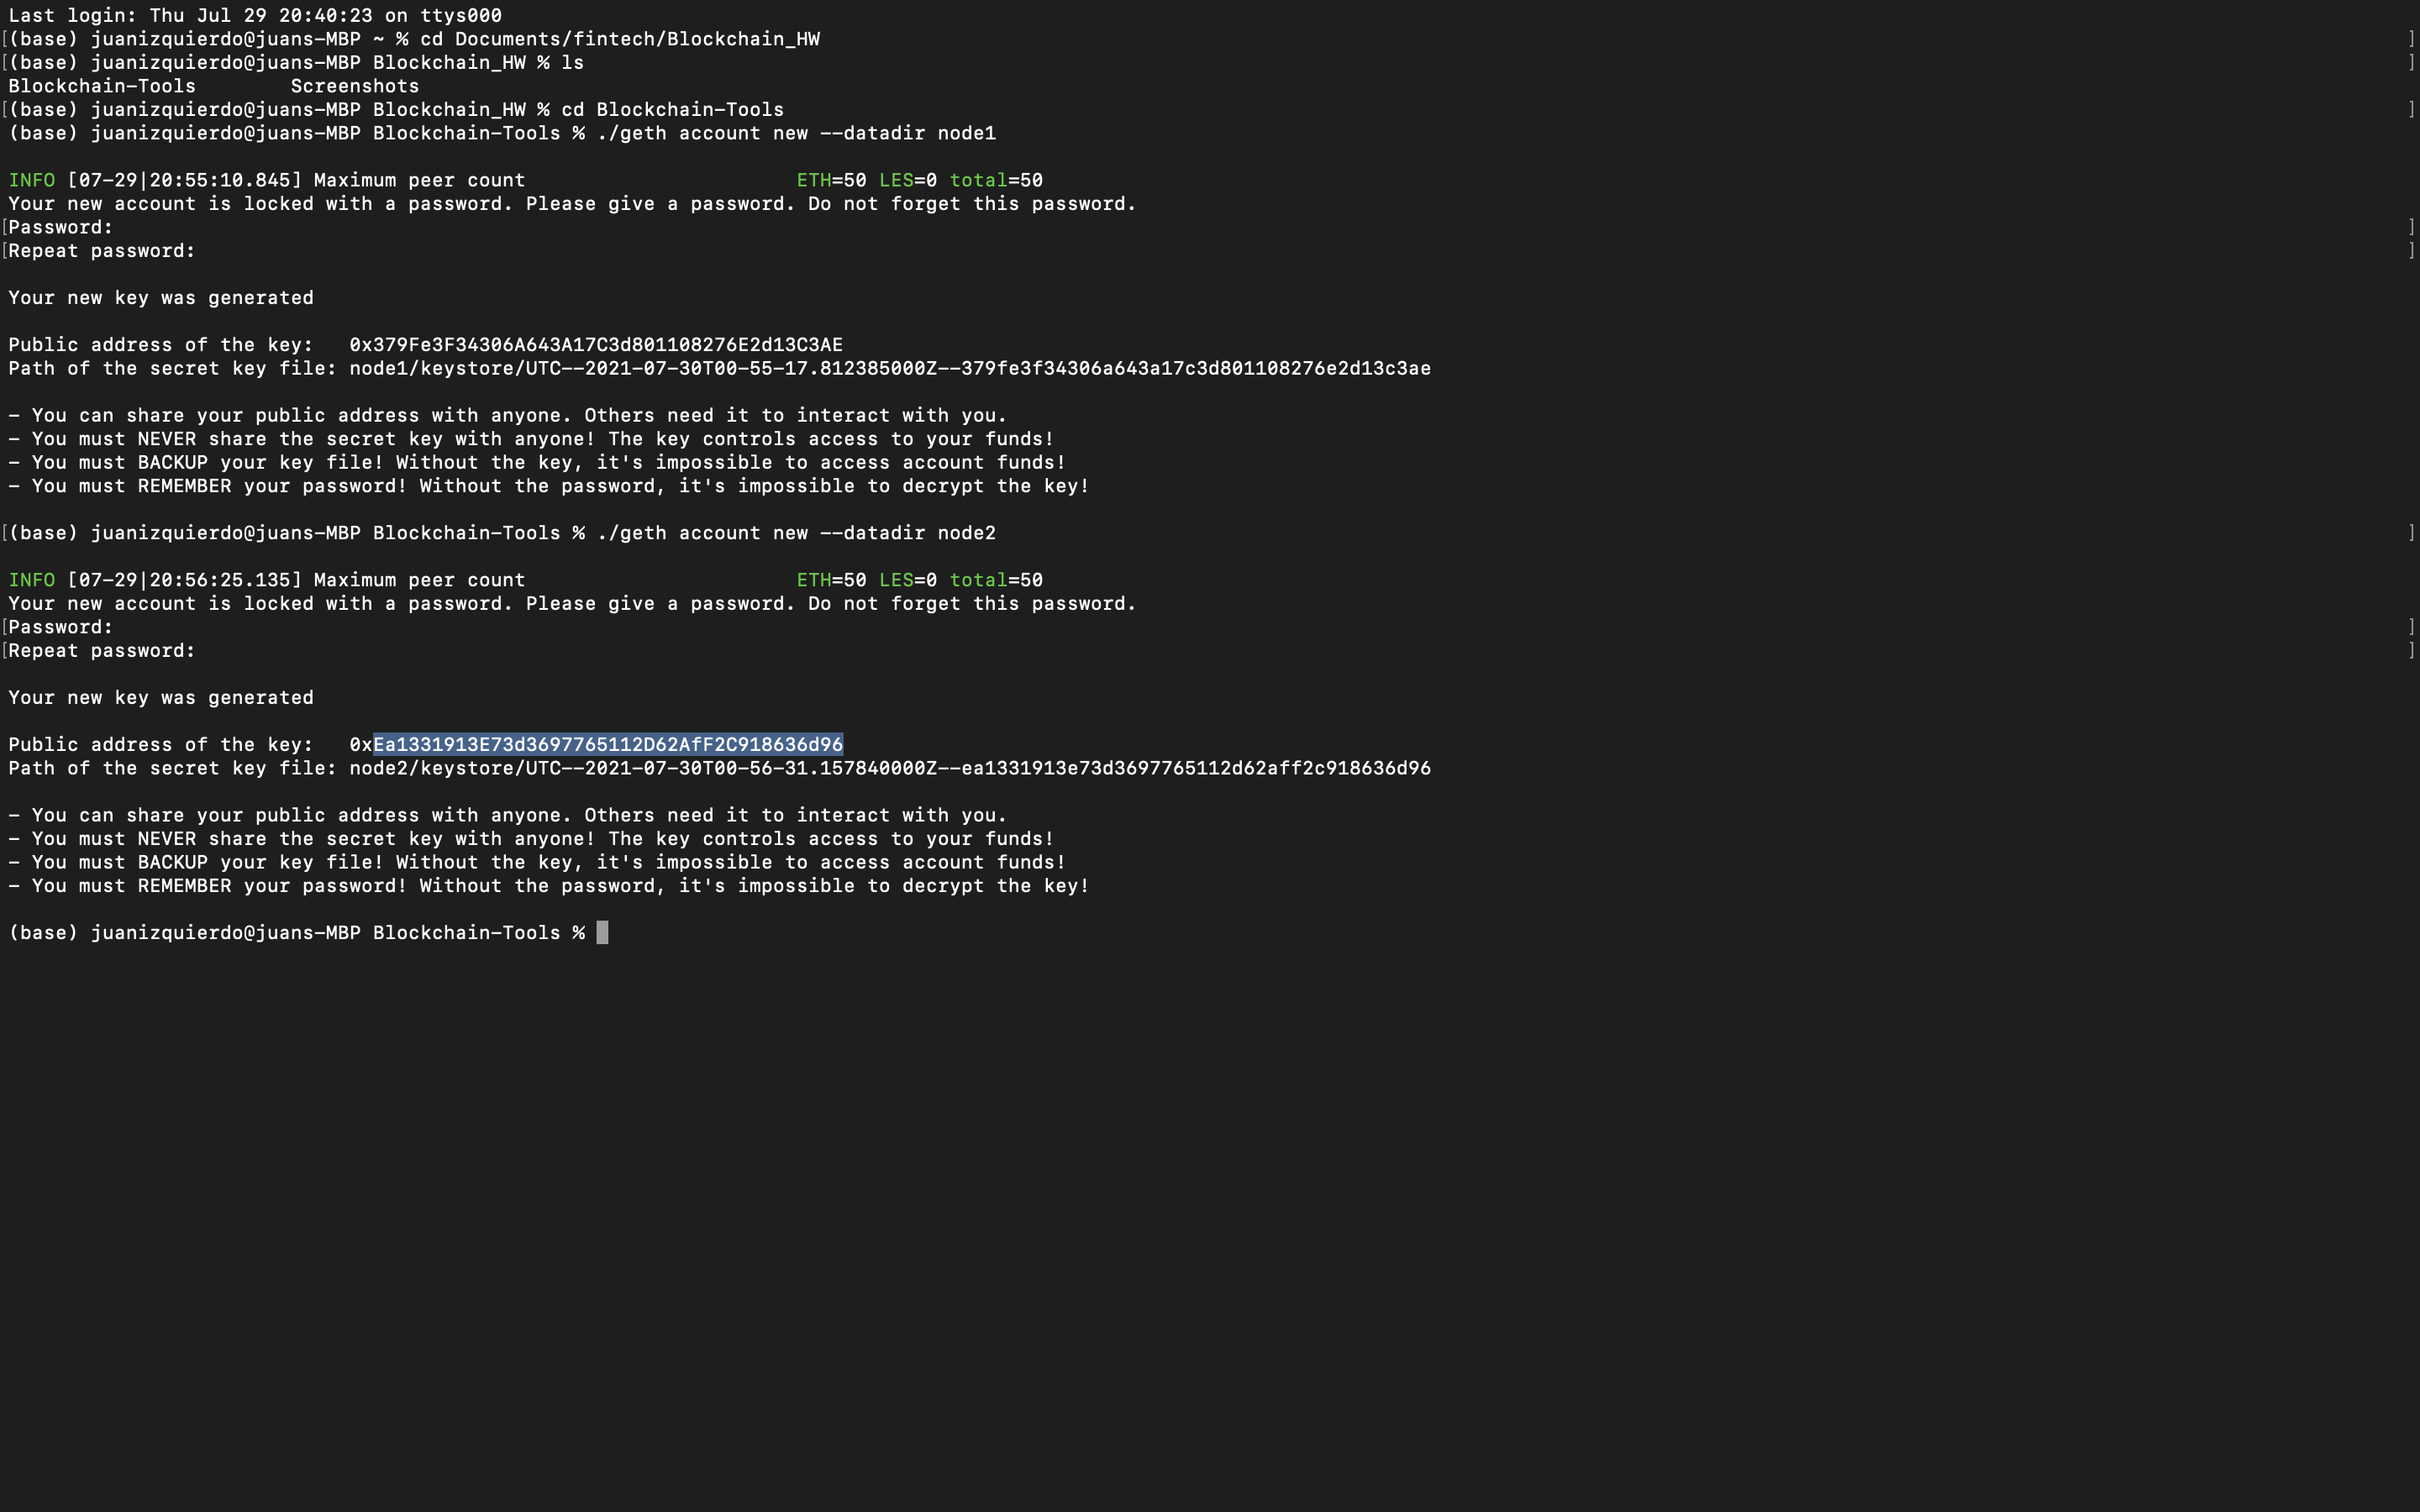 Last login: Thu Jul 29 20:40:23 on ttys000
[(base) juanizquierdo@juans-MBP ~ % cd Documents/fintech/Blockchain_HW ]
[(base) juanizquierdo@juans-MBP Blockchain_HW % ls ]
Blockchain-Tools Screenshots
[(base) juanizquierdo@juans-MBP Blockchain_HW % cd Blockchain-Tools ]
(base) juanizquierdo@juans-MBP Blockchain-Tools % ./geth account new --datadir node1
INFO [07-29|20:55:10.845] Maximum peer count ETH=50 LES=0 total=50
Your new account is locked with a password. Please give a password. Do not forget this password.
[Password: ]
[Repeat password: ]
Your new key was generated
Public address of the key: 0x379Fe3F34306A643A17C3d801108276E2d13C3AE
Path of the secret key file: node1/keystore/UTC--2021-07-30T00-55-17.812385000Z--379fe3f34306a643a17c3d801108276e2d13c3ae
- You can share your public address with anyone. Others need it to interact with you.
- You must NEVER share the secret key with anyone! The key controls access to your funds!
- You must BACKUP your key file! Without the key, it's impossible to access account funds!
- You must REMEMBER your password! Without the password, it's impossible to decrypt the key!
[(base) juanizquierdo@juans-MBP Blockchain-Tools % ./geth account new --datadir node2 ]
INFO [07-29|20:56:25.135] Maximum peer count ETH=50 LES=0 total=50
Your new account is locked with a password. Please give a password. Do not forget this password.
[Password: ]
[Repeat password: ]
Your new key was generated
Public address of the key: 0xEa1331913E73d3697765112D62AfF2C918636d96
Path of the secret key file: node2/keystore/UTC--2021-07-30T00-56-31.157840000Z--ea1331913e73d3697765112d62aff2c918636d96
- You can share your public address with anyone. Others need it to interact with you.
- You must NEVER share the secret key with anyone! The key controls access to your funds!
- You must BACKUP your key file! Without the key, it's impossible to access account funds!
- You must REMEMBER your password! Without the password, it's impossible to decrypt the key!
(base) juanizquierdo@juans-MBP Blockchain-Tools %